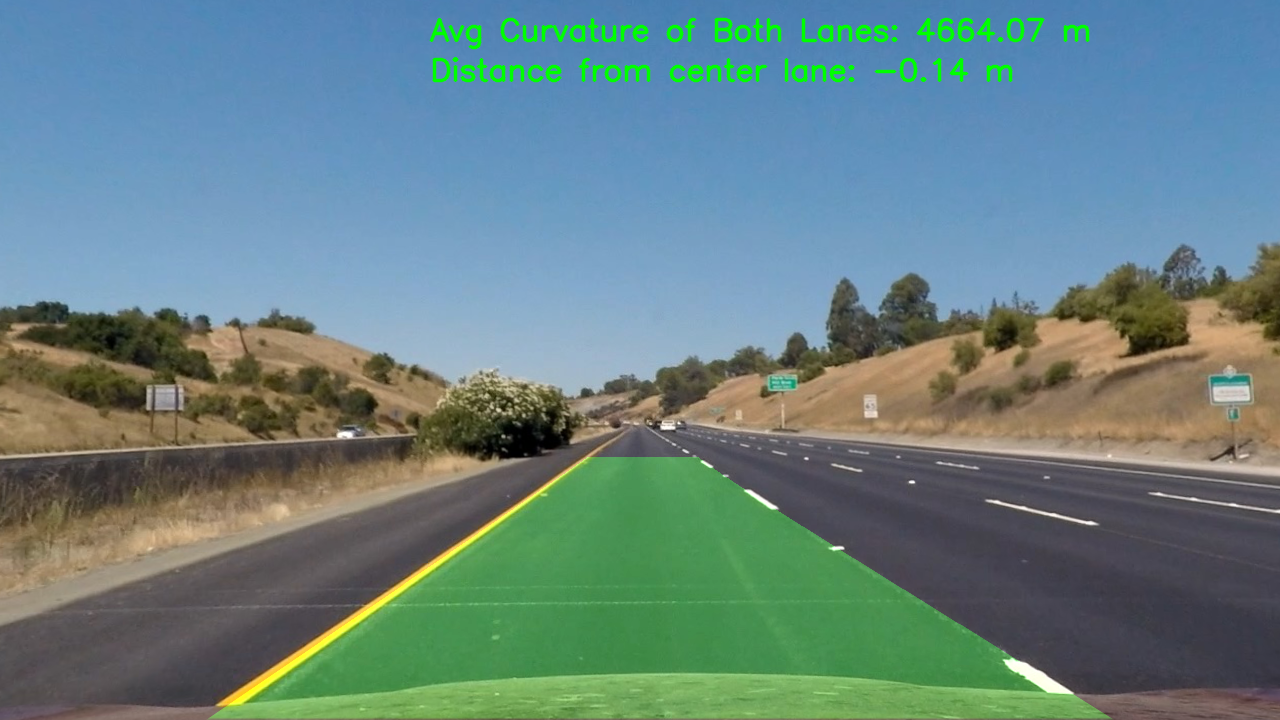 Avg Curvature of Both Lanes: 4664.07 m
Distance from center lane: -0.14 m